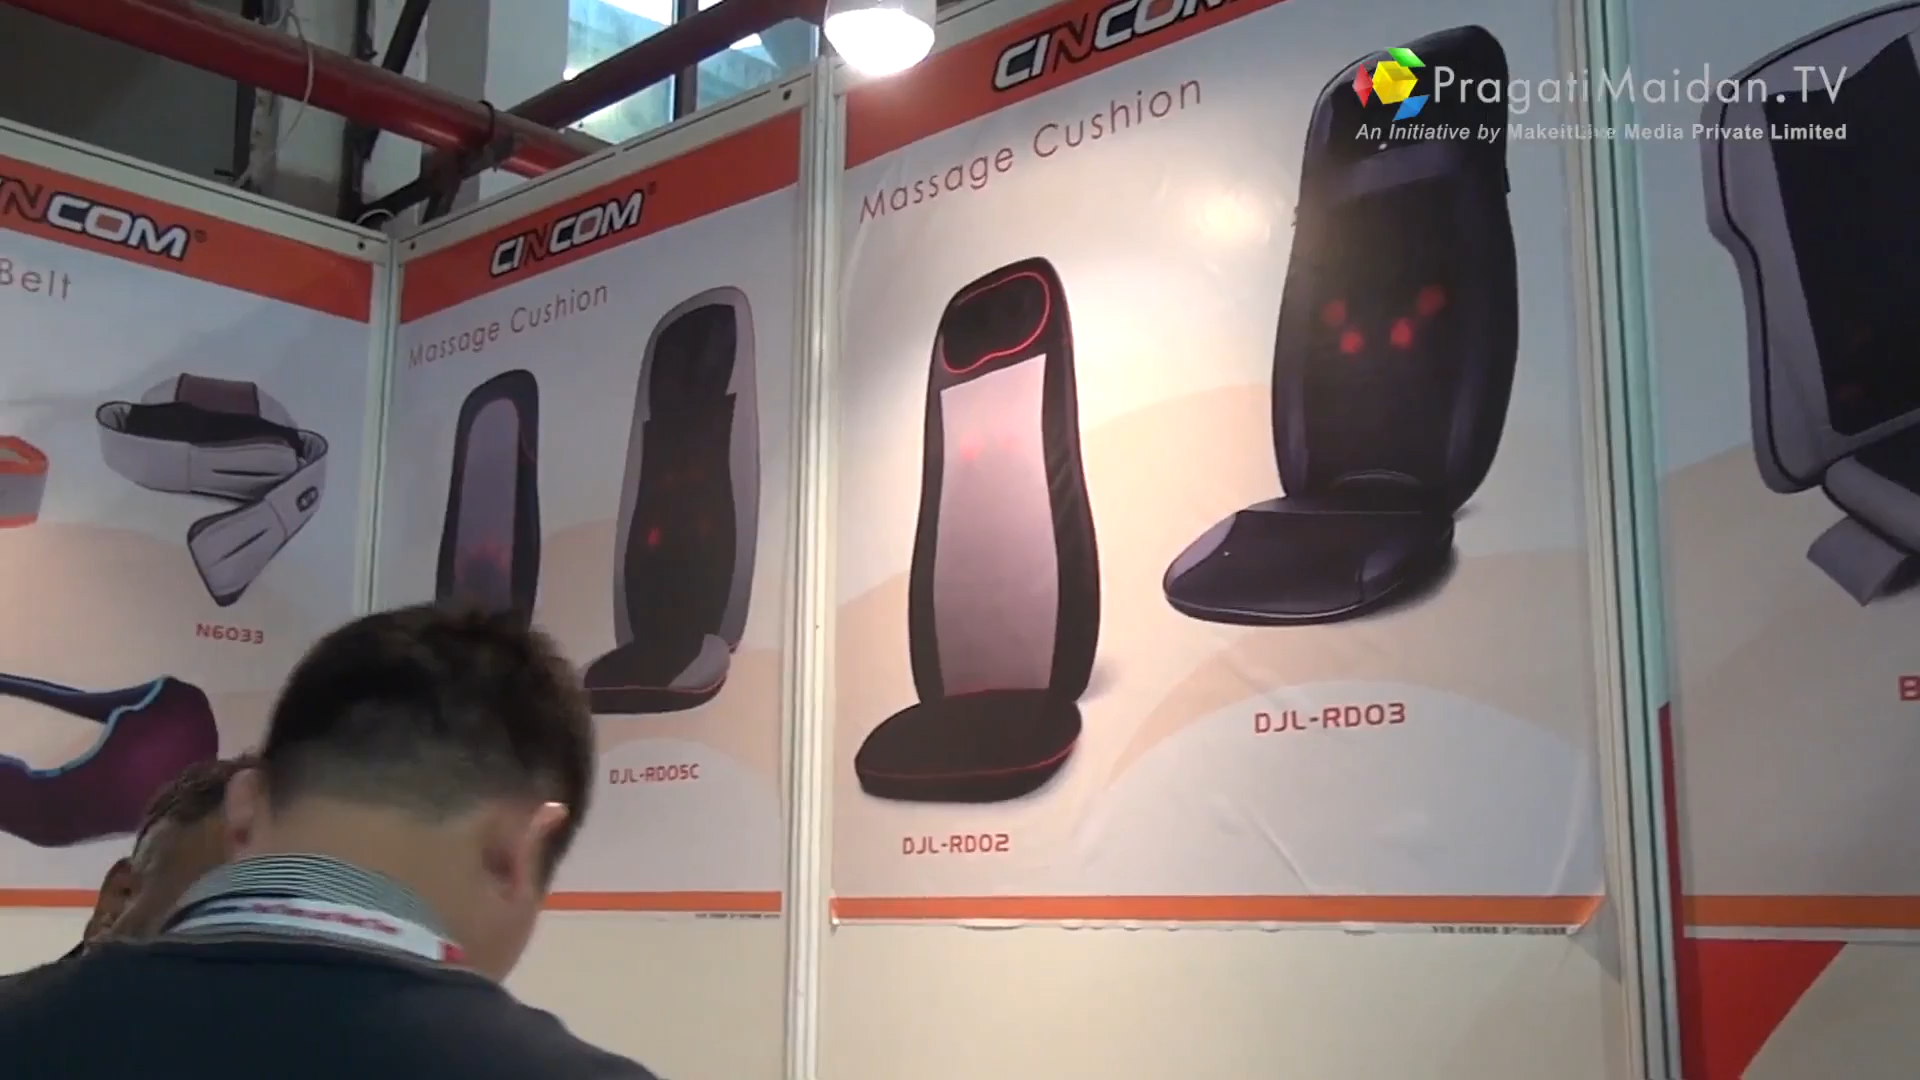 PragatiMaidan.TV
An Initiative by MakeitLive Media Private Limited
NCOM®
Belt
N6033
CINCOM®
Massage Cushion
DJL-RD05C
CINCOM
Massage Cushion
DJL-RD02
DJL-RD03
B